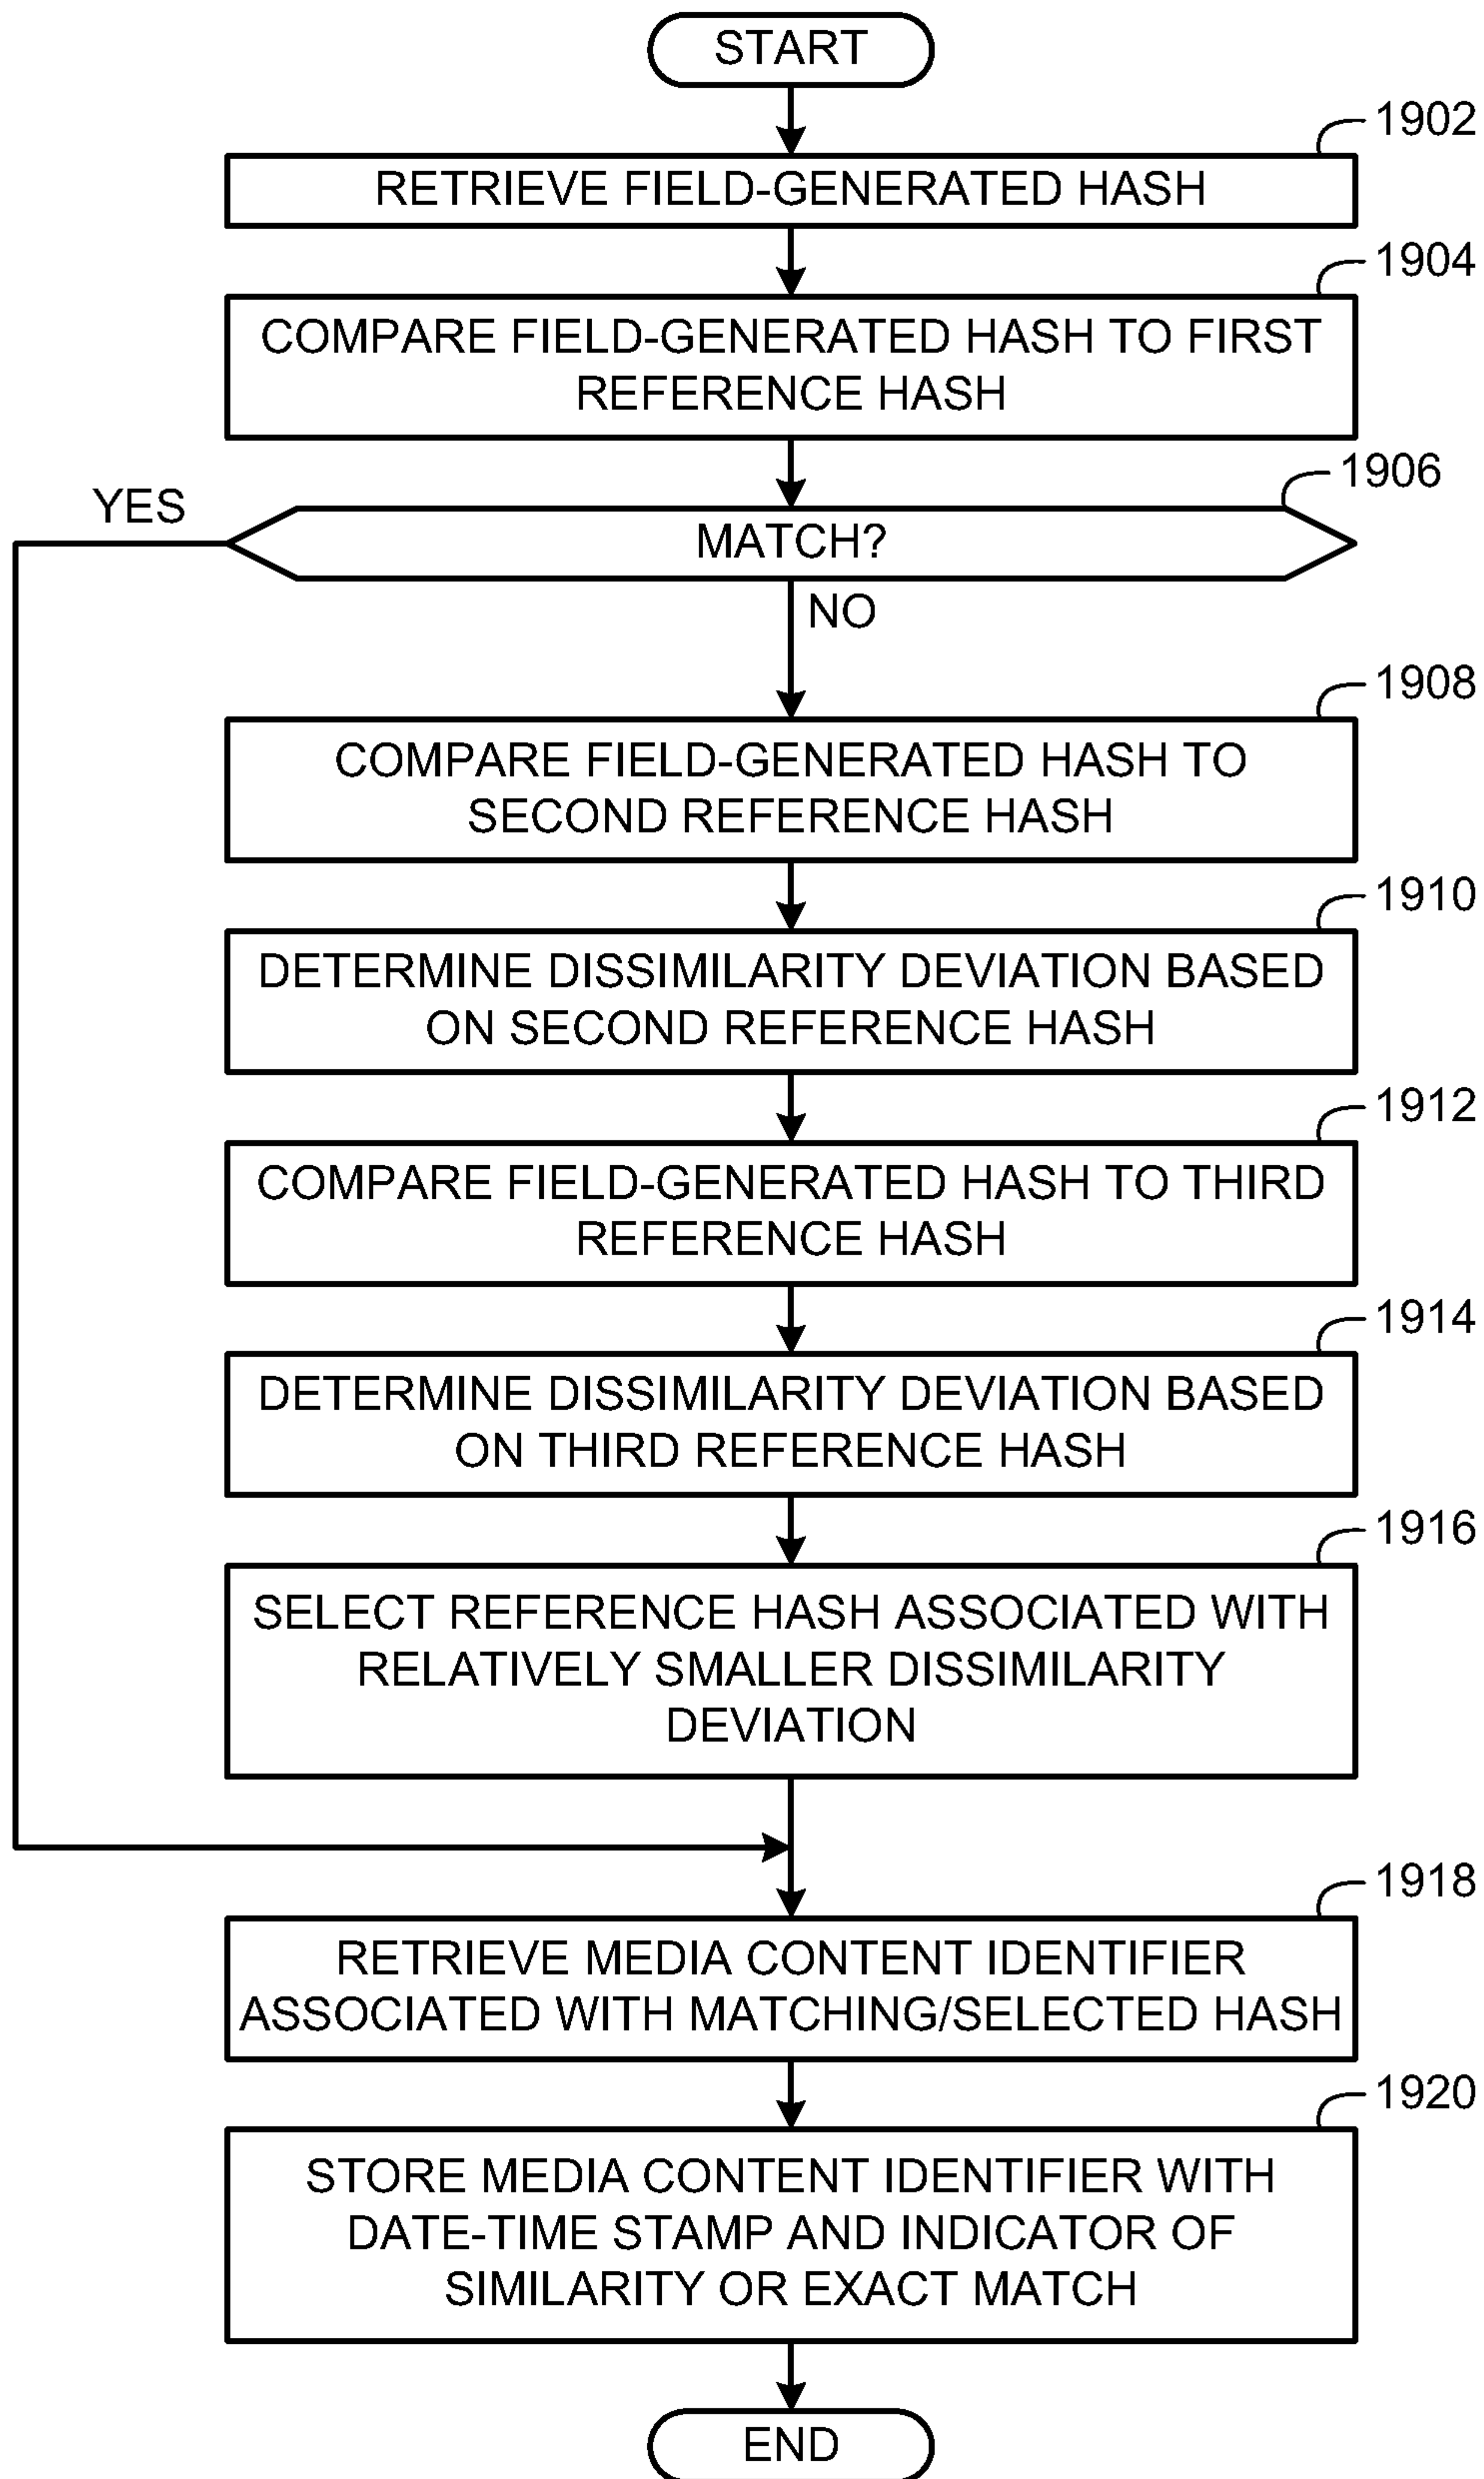 START
1902
RETRIEVE FIELD-GENERATED HASH
1904
COMPARE FIELD-GENERATED HASH TO FIRST
REFERENCE HASH
1906
YES
MATCH?
NO
1908
COMPARE FIELD-GENERATED HASH TO
SECOND REFERENCE HASH
1910
DETERMINE DISSIMILARITY DEVIATION BASED
ON SECOND REFERENCE HASH
1912
COMPARE FIELD-GENERATED HASH TO THIRD
REFERENCE HASH
1914
DETERMINE DISSIMILARITY DEVIATION BASED
ON THIRD REFERENCE HASH
1916
SELECT REFERENCE HASH ASSOCIATED WITH
RELATIVELY SMALLER DISSIMILARITY
DEVIATION
1918
RETRIEVE MEDIA CONTENT IDENTIFIER
ASSOCIATED WITH MATCHING/SELECTED HASH
1920
STORE MEDIA CONTENT IDENTIFIER WITH
DATE-TIME STAMP AND INDICATOR OF
SIMILARITY OR EXACT MATCH
END